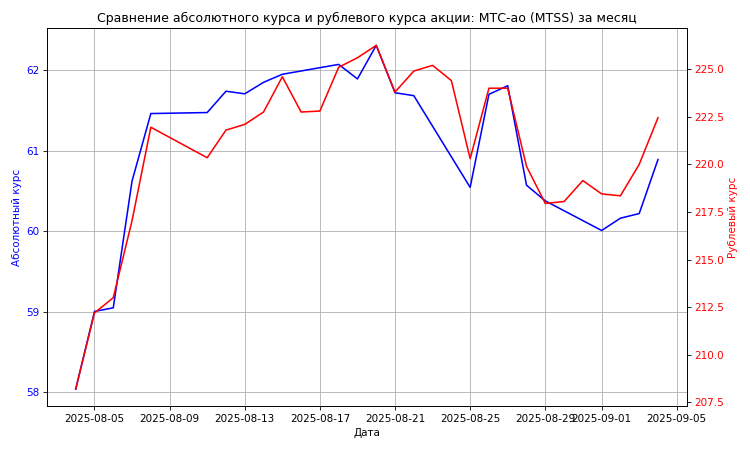 Сравнение абсолютного курса и рублевого курса акции: МТС-ао (MTSS) за месяц
62
61
60
59
58
Абсолютный курс
225.0
222.5
220.0
217.5
215.0
212.5
210.0
207.5
Рублевый курс
2025-08-05 2025-08-09 2025-08-13 2025-08-17 2025-08-21 2025-08-25 2025-08-29 2025-09-01 2025-09-05
Дата